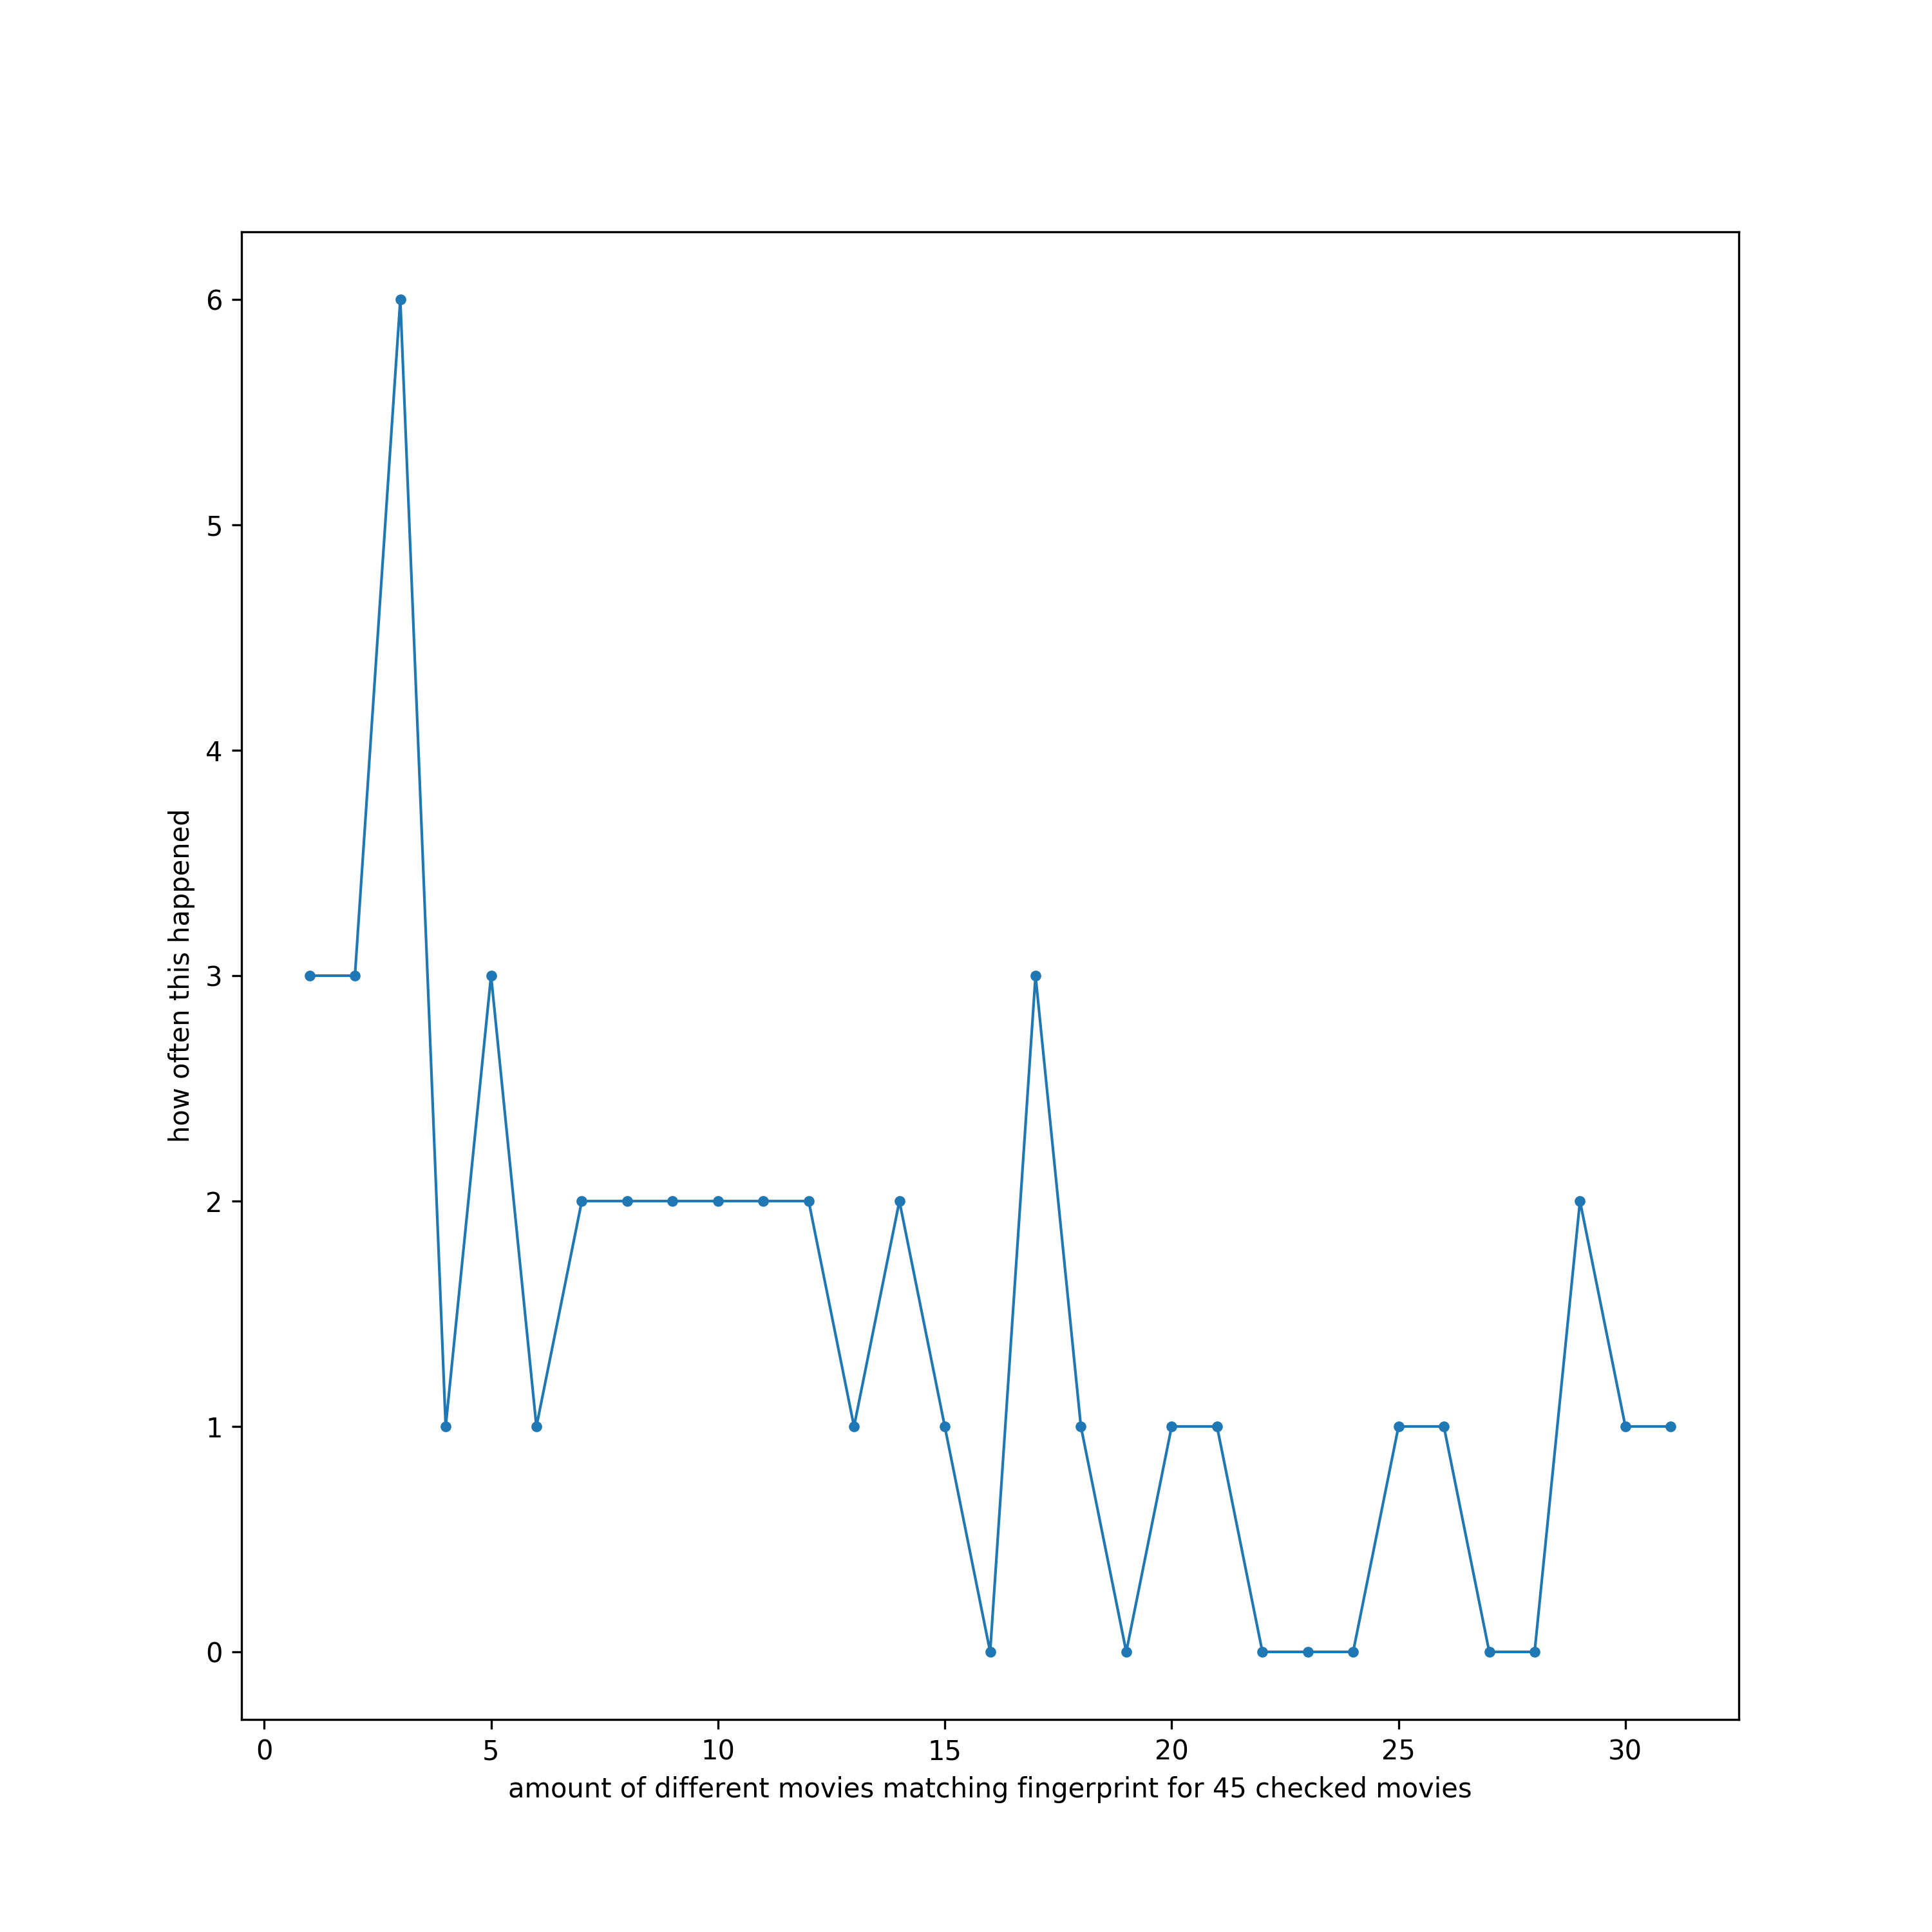 6
5
4
3
2
1
0
how often this happened
0 5 10 15 20 25 30
amount of different movies matching fingerprint for 45 checked movies